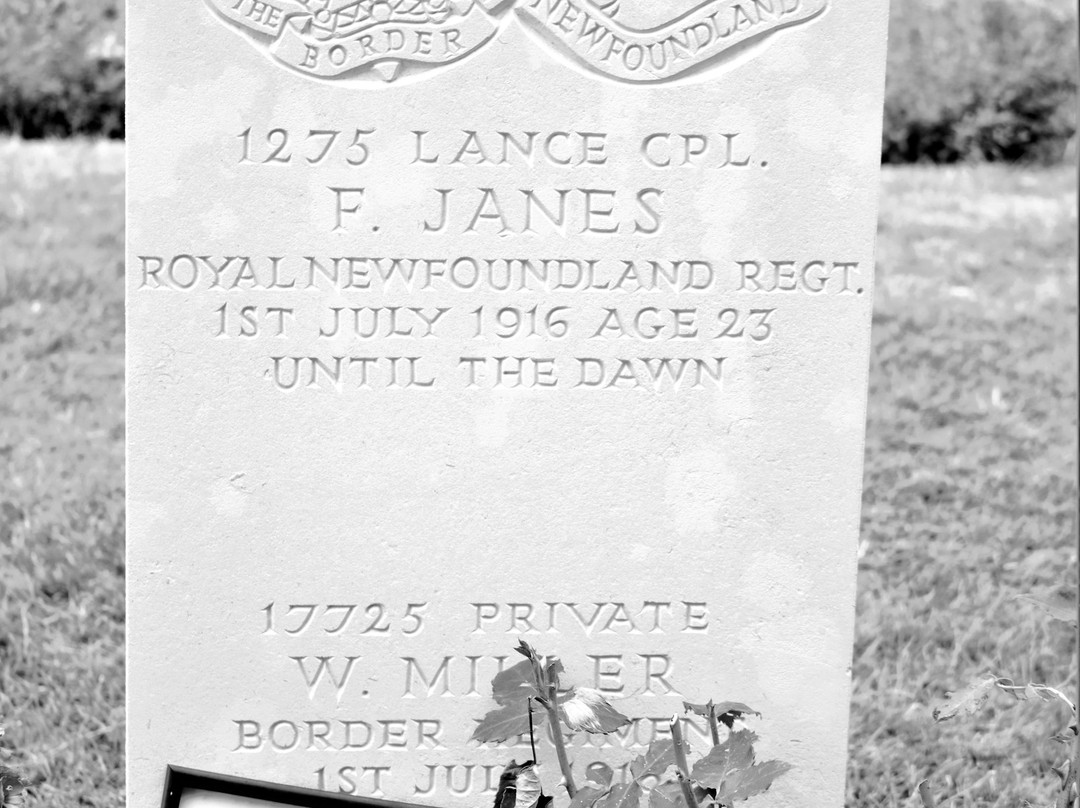 THE BORDER
NEWFOUNDLAND
1275 LANCE CPL.
F. JANES
ROYAL NEWFOUNDLAND REGT.
1ST JULY 1916 AGE 23
UNTIL THE DAWN
17725 PRIVATE
W.
BORDER
1ST